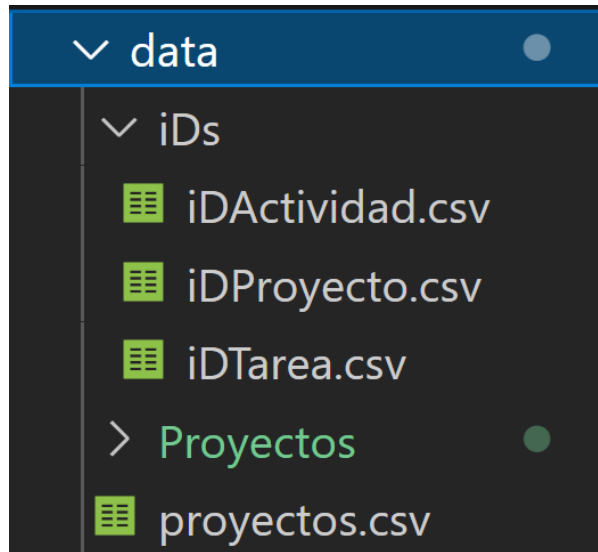 data
iDs
iDActividad.csv
iDProyecto.csv
iDTarea.csv
Proyectos
proyectos.csv